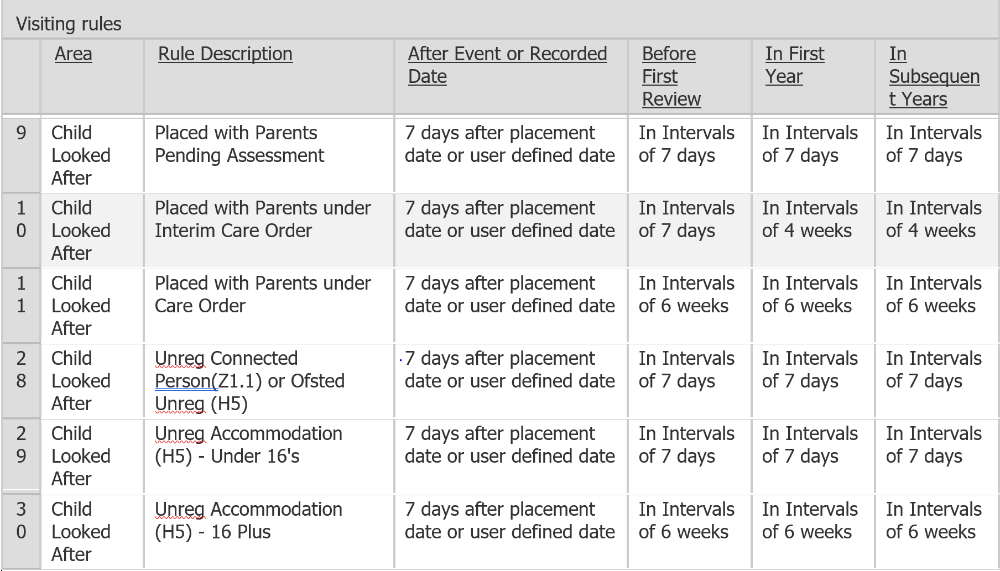 Visiting rules
Area
Rule Description
After Event or Recorded
Date
Before
First
Review
In First
Year
In
Subsequen
t Years
9
Child
Looked
After
Placed with Parents
Pending Assessment
7 days after placement
date or user defined date
In Intervals
of 7 days
In Intervals
of 7 days
In Intervals
of 7 days
1
0
Child
Looked
After
Placed with Parents under
Interim Care Order
7 days after placement
date or user defined date
In Intervals
of 7 days
In Intervals
of 4 weeks
In Intervals
of 4 weeks
1
1
Child
Looked
After
Placed with Parents under
Care Order
7 days after placement
date or user defined date
In Intervals
of 6 weeks
In Intervals
of 6 weeks
In Intervals
of 6 weeks
2
8
Child
Looked
After
Unreg Connected
Person(Z1.1) or Ofsted
Unreg (H5)
7 days after placement
date or user defined date
In Intervals
of 7 days
In Intervals
of 7 days
In Intervals
of 7 days
2
9
Child
Looked
After
Unreg Accommodation
(H5) - Under 16's
7 days after placement
date or user defined date
In Intervals
of 7 days
In Intervals
of 7 days
In Intervals
of 7 days
3
0
Child
Looked
After
Unreg Accommodation
(H5) - 16 Plus
7 days after placement
date or user defined date
In Intervals
of 6 weeks
In Intervals
of 6 weeks
In Intervals
of 6 weeks